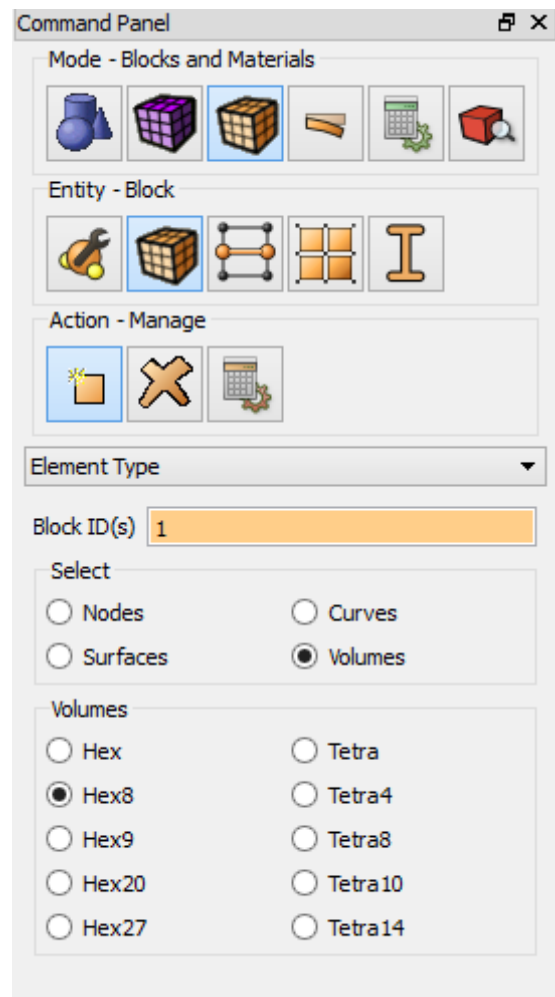 Command Panel
Mode - Blocks and Materials
Entity - Block
Action - Manage
Element Type
Block ID(s) 1
Select
Nodes Curves
Surfaces Volumes
Volumes
Hex Tetra
Hex8 Tetra4
Hex9 Tetra8
Hex20 Tetra10
Hex27 Tetra14